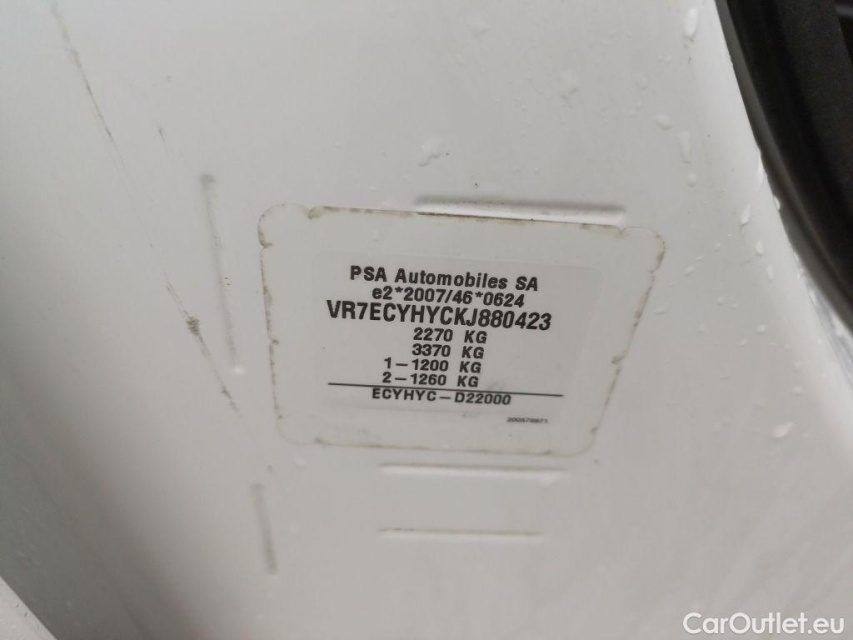 PSA Automobiles SA
e2*2007/46*0624
VR7ECYHYCKJ880423
2270 KG
3370 KG
1-1200 KG
2-1260 KG
ECYHYC-D22000
CarOutlet.eu